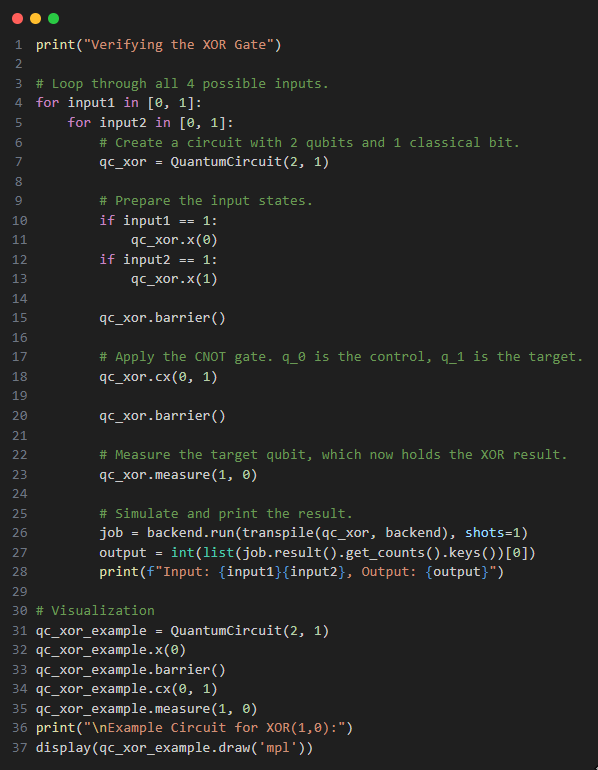 1 print("Verifying the XOR Gate")
2
3 # Loop through all 4 possible inputs.
4 for input1 in [0, 1]:
5     for input2 in [0, 1]:
6         # Create a circuit with 2 qubits and 1 classical bit.
7         qc_xor = QuantumCircuit(2, 1)
8
9         # Prepare the input states.
10         if input1 == 1:
11             qc_xor.x(0)
12         if input2 == 1:
13             qc_xor.x(1)
14
15         qc_xor.barrier()
16
17         # Apply the CNOT gate. q_0 is the control, q_1 is the target.
18         qc_xor.cx(0, 1)
19
20         qc_xor.barrier()
21
22         # Measure the target qubit, which now holds the XOR result.
23         qc_xor.measure(1, 0)
24
25         # Simulate and print the result.
26         job = backend.run(transpile(qc_xor, backend), shots=1)
27         output = int(list(job.result().get_counts().keys())[0])
28         print(f"Input: {input1}{input2}, Output: {output}")
29
30 # Visualization
31 qc_xor_example = QuantumCircuit(2, 1)
32 qc_xor_example.x(0)
33 qc_xor_example.barrier()
34 qc_xor_example.cx(0, 1)
35 qc_xor_example.measure(1, 0)
36 print("\nExample Circuit for XOR(1,0):")
37 display(qc_xor_example.draw('mpl'))